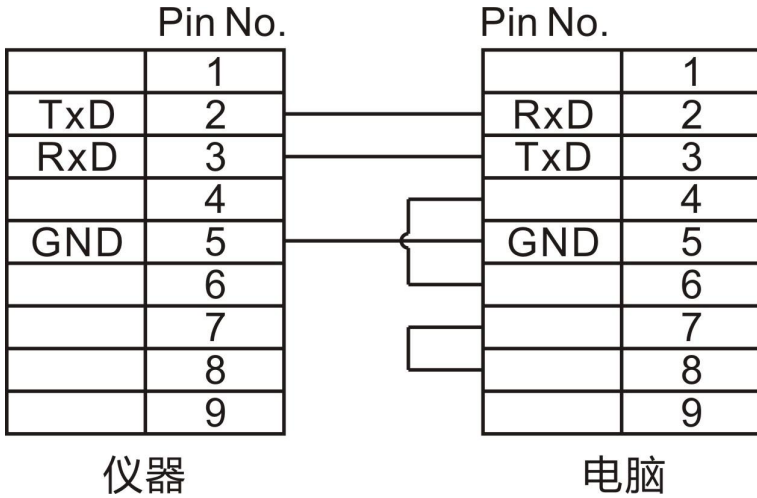 Pin No. Pin No.
1 1
TxD 2 RxD 2
RxD 3 TxD 3
4 4
GND 5 GND 5
6 6
7 7
8 8
9 9
仪器 电脑